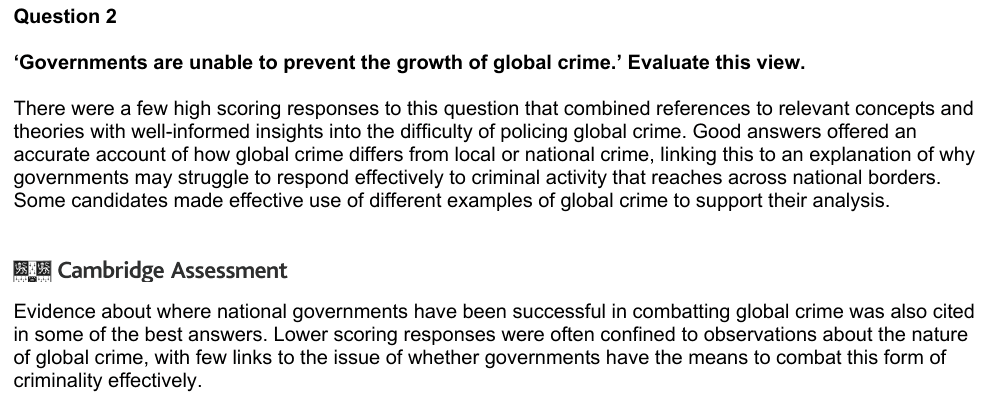 Question 2
‘Governments are unable to prevent the growth of global crime.’ Evaluate this view.
There were a few high scoring responses to this question that combined references to relevant concepts and
theories with well-informed insights into the difficulty of policing global crime. Good answers offered an
accurate account of how global crime differs from local or national crime, linking this to an explanation of why
governments may struggle to respond effectively to criminal activity that reaches across national borders.
Some candidates made effective use of different examples of global crime to support their analysis.
Cambridge Assessment
Evidence about where national governments have been successful in combatting global crime was also cited
in some of the best answers. Lower scoring responses were often confined to observations about the nature
of global crime, with few links to the issue of whether governments have the means to combat this form of
criminality effectively.